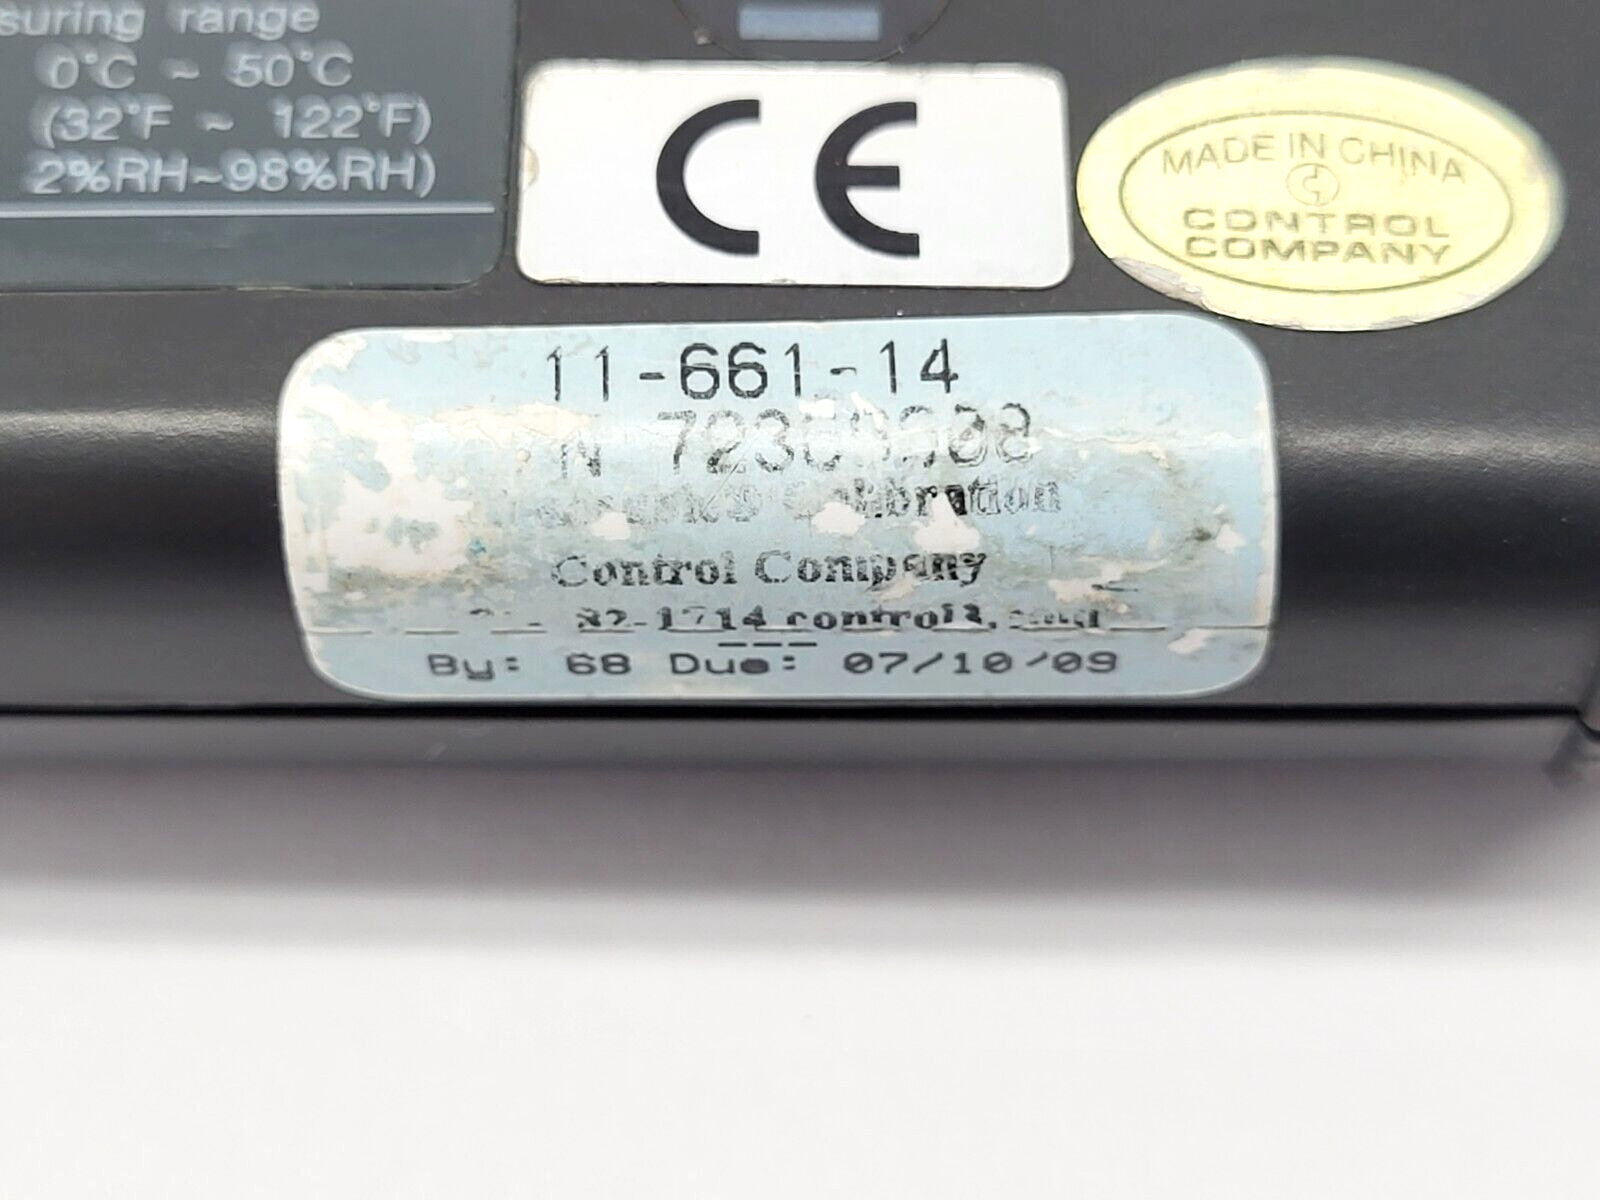 suring range
0°C ~ 50°C
(32°F ~ 122°F)
2%RH~98%RH)
CE
MADE IN CHINA
CONTROL
COMPANY
11-661-14
Calibration
Control Company
By: 68 Due: 07/10/09